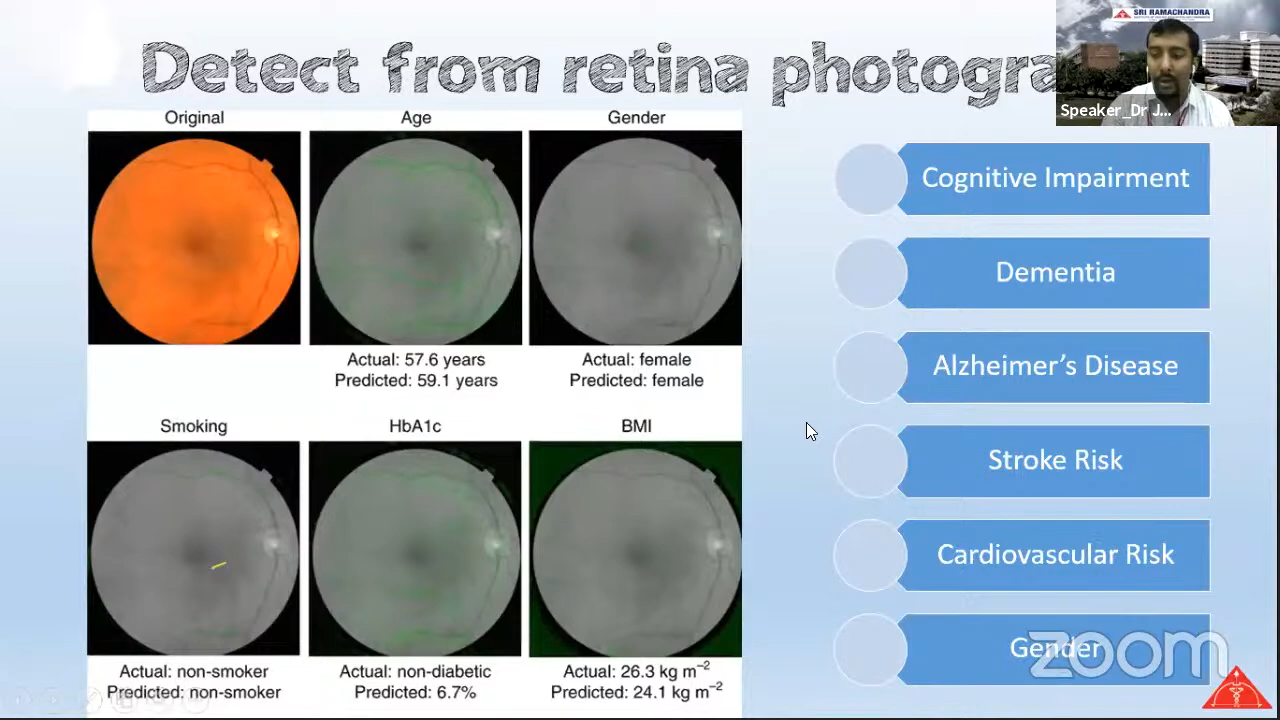 SRI RAMACHANDRA
Detect from retina photogra
Speaker_Dr J...
Original
Age
Gender
Actual: 57.6 years
Predicted: 59.1 years
Actual: female
Predicted: female
Smoking
HbA1c
BMI
Actual: non-smoker
Predicted: non-smoker
Actual: non-diabetic
Predicted: 6.7%
Actual: 26.3 kg m⁻²
Predicted: 24.1 kg m⁻²
Cognitive Impairment
Dementia
Alzheimer’s Disease
Stroke Risk
Cardiovascular Risk
Gender
zoom